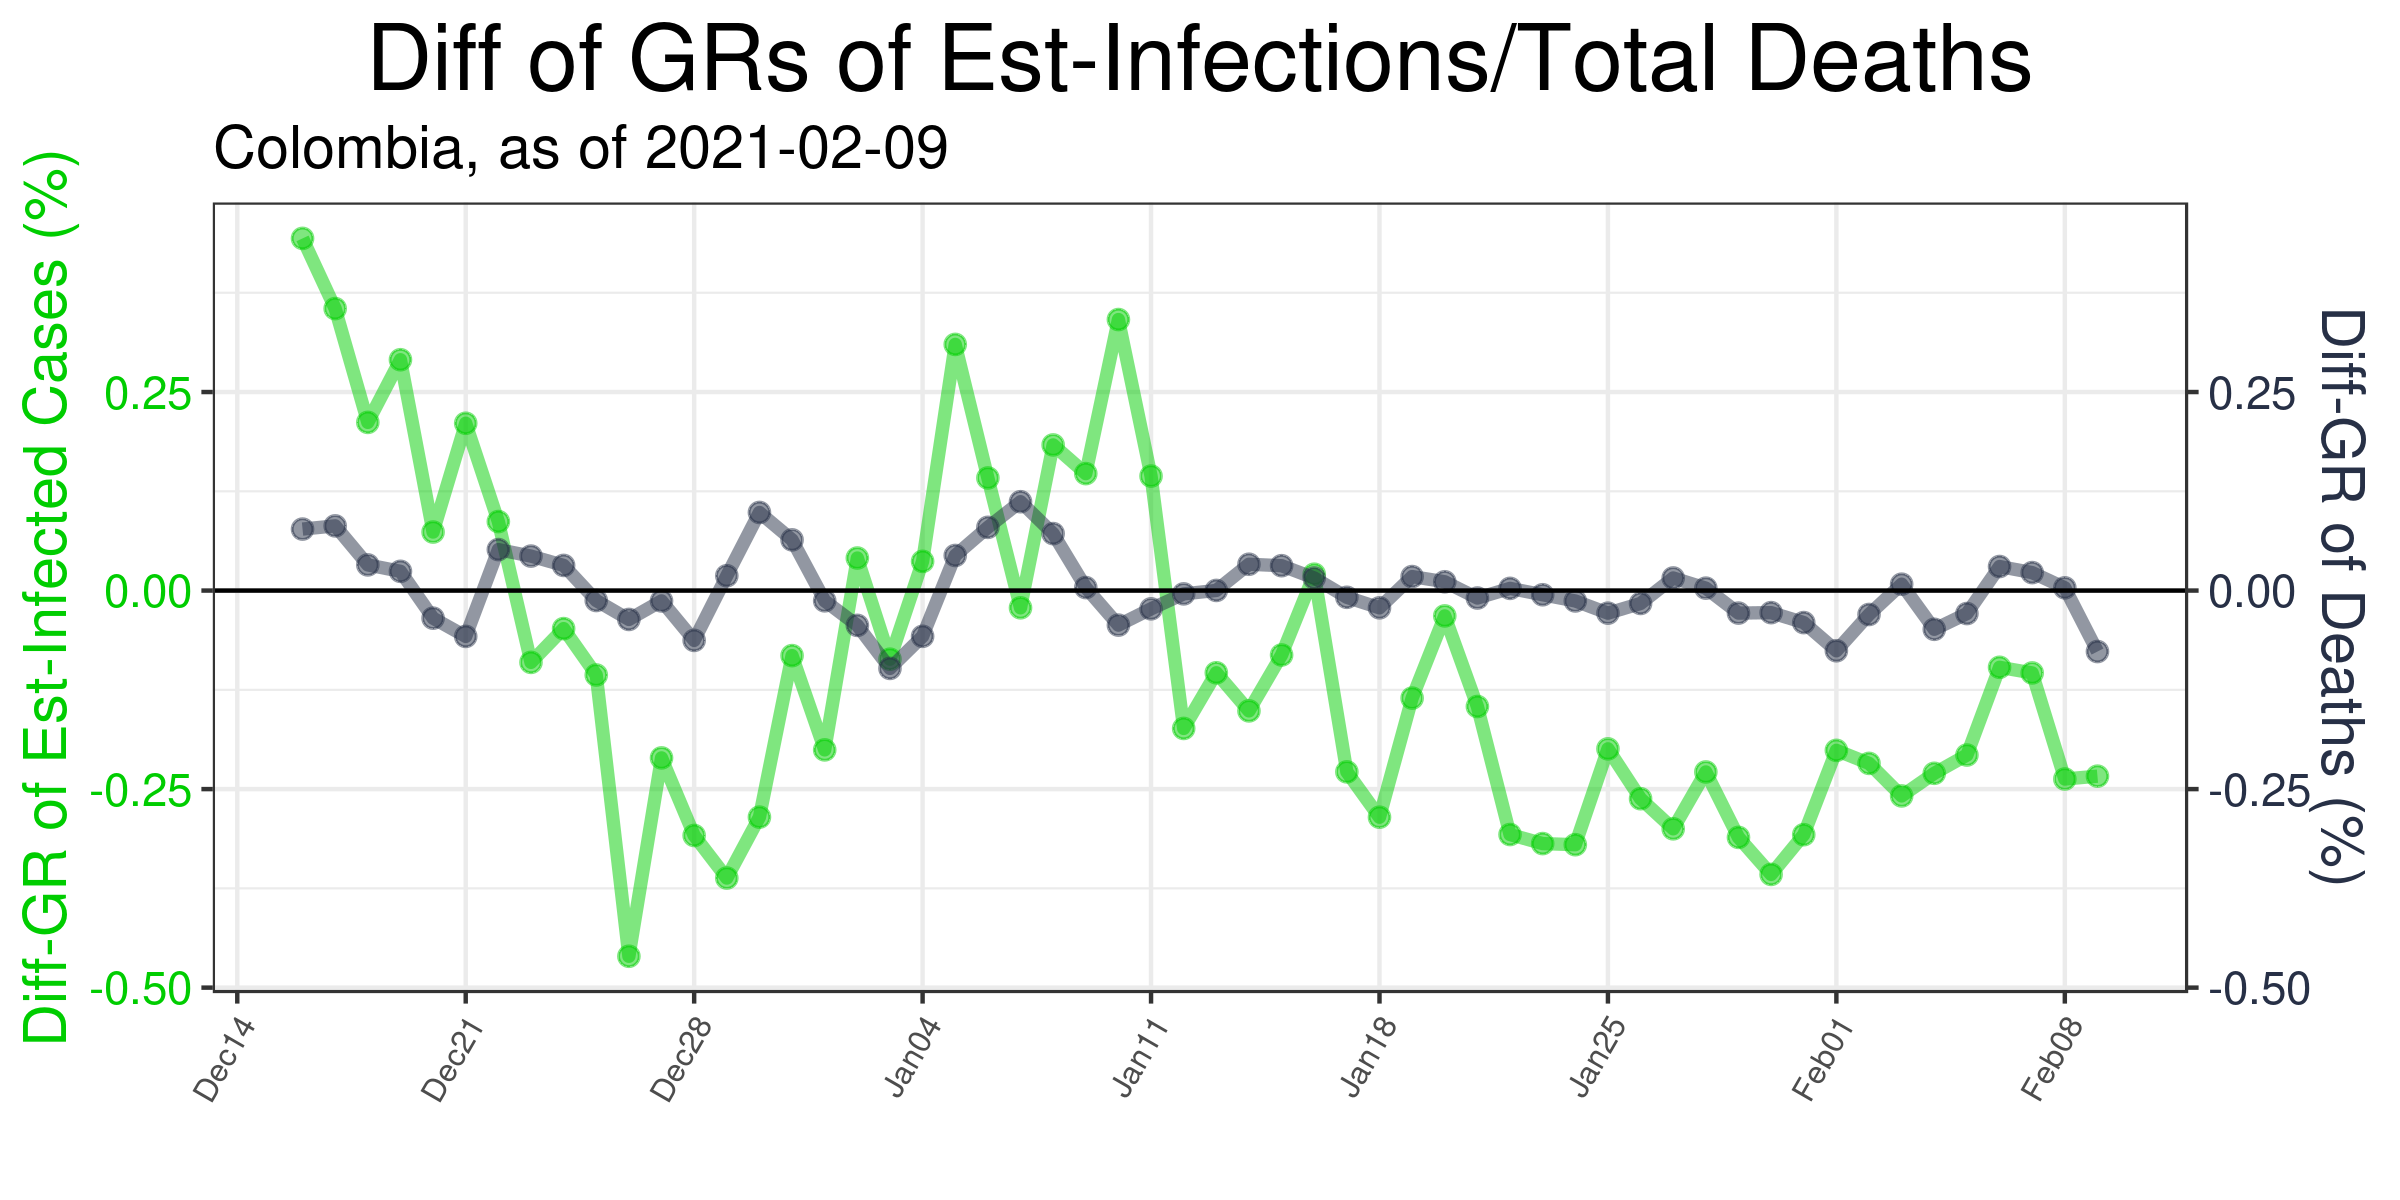 Diff of GRs of Est-Infections/Total Deaths
Colombia, as of 2021-02-09
Diff-GR of Est-Infected Cases (%)
0.25
0.00
-0.25
-0.50
0.25
0.00
-0.25
-0.50
Diff-GR of Deaths (%)
Dec14
Dec21
Dec28
Jan04
Jan11
Jan18
Jan25
Feb01
Feb08